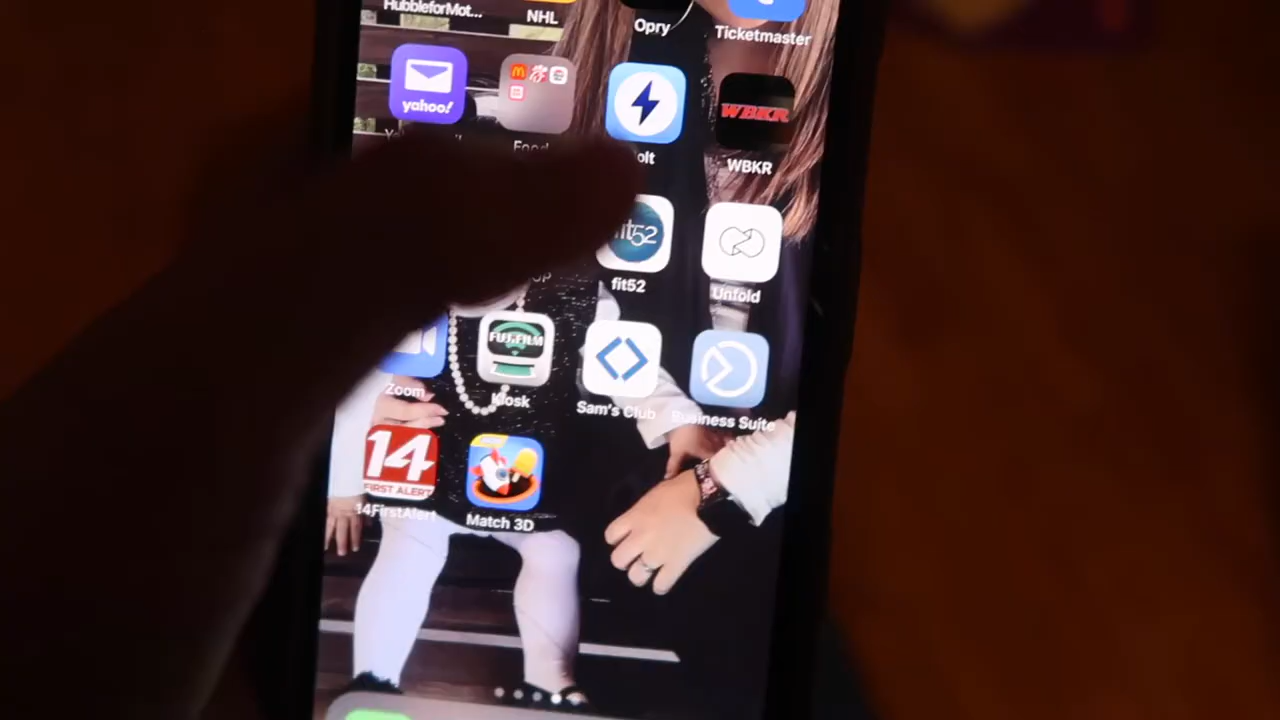 HubbleforMot...
NHL
Opry
Ticketmaster
yahoo!
Food
WBKR
WBKR
fit52
fit52
Unfold
Zoom
FUJIFILM
Kiosk
Sam's Club
Business Suite
14
FIRST ALERT
14FirstAlert
Match 3D